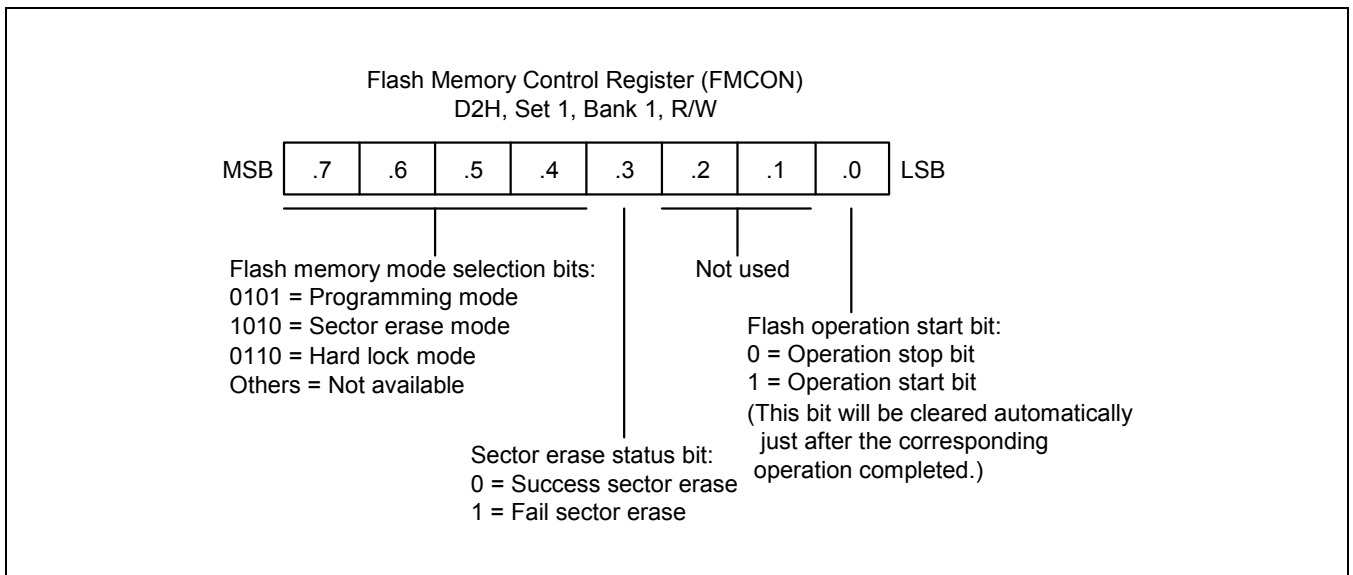 Flash Memory Control Register (FMCON)
D2H, Set 1, Bank 1, R/W
MSB .7 .6 .5 .4 .3 .2 .1 .0 LSB
Flash memory mode selection bits:
0101 = Programming mode
1010 = Sector erase mode
0110 = Hard lock mode
Others = Not available
Not used
Flash operation start bit:
0 = Operation stop bit
1 = Operation start bit
(This bit will be cleared automatically
just after the corresponding
operation completed.)
Sector erase status bit:
0 = Success sector erase
1 = Fail sector erase